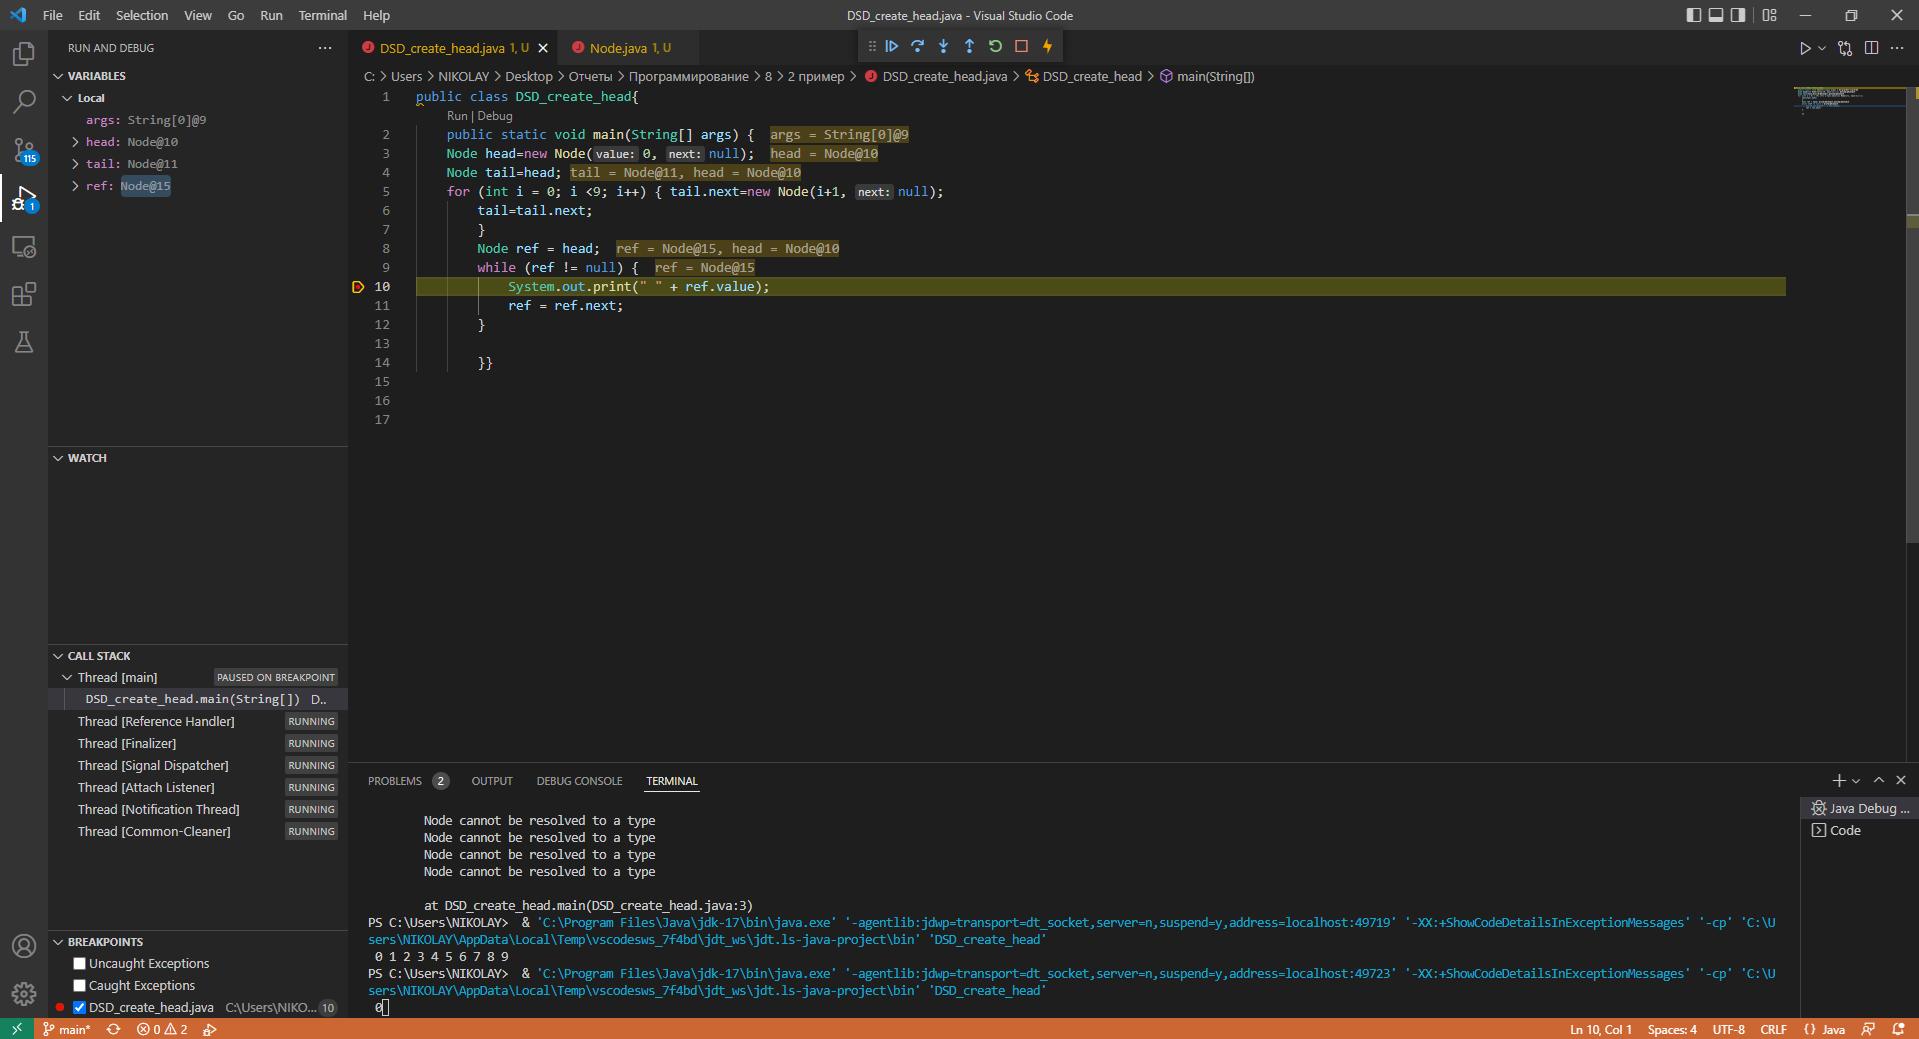 File Edit Selection View Go Run Terminal Help
DSD_create_head.java - Visual Studio Code
RUN AND DEBUG
VARIABLES
Local
args: String[0]@9
head: Node@10
tail: Node@11
ref: Node@15
WATCH
CALL STACK
Thread [main] PAUSED ON BREAKPOINT
DSD_create_head.main(String[]) D..
Thread [Reference Handler] RUNNING
Thread [Finalizer] RUNNING
Thread [Signal Dispatcher] RUNNING
Thread [Attach Listener] RUNNING
Thread [Notification Thread] RUNNING
Thread [Common-Cleaner] RUNNING
BREAKPOINTS
Uncaught Exceptions
Caught Exceptions
DSD_create_head.java C:\Users\NIKO... 10
115
1
DSD_create_head.java 1, U
Node.java 1, U
C: > Users > NIKOLAY > Desktop > Отчеты > Программирование > 8 > 2 пример > DSD_create_head.java > DSD_create_head > main(String[])
1 public class DSD_create_head{
Run | Debug
2 public static void main(String[] args) { args = String[0]@9
3 Node head=new Node(value: 0, next: null); head = Node@10
4 Node tail=head; tail = Node@11, head = Node@10
5 for (int i = 0; i <9; i++) { tail.next=new Node(i+1, next: null);
6 tail=tail.next;
7 }
8 Node ref = head; ref = Node@15, head = Node@10
9 while (ref != null) { ref = Node@15
10 System.out.print(" " + ref.value);
11 ref = ref.next;
12 }
13
14 }}
15
16
17
PROBLEMS 2 OUTPUT DEBUG CONSOLE TERMINAL
Node cannot be resolved to a type
Node cannot be resolved to a type
Node cannot be resolved to a type
Node cannot be resolved to a type
at DSD_create_head.main(DSD_create_head.java:3)
PS C:\Users\NIKOLAY> & 'C:\Program Files\Java\jdk-17\bin\java.exe' '-agentlib:jdwp=transport=dt_socket,server=n,suspend=y,address=localhost:49719' '-XX:+ShowCodeDetailsInExceptionMessages' '-cp' 'C:\U
sers\NIKOLAY\AppData\Local\Temp\vscodesws_7f4bd\jdt_ws\jdt.ls-java-project\bin' 'DSD_create_head'
0 1 2 3 4 5 6 7 8 9
PS C:\Users\NIKOLAY> & 'C:\Program Files\Java\jdk-17\bin\java.exe' '-agentlib:jdwp=transport=dt_socket,server=n,suspend=y,address=localhost:49723' '-XX:+ShowCodeDetailsInExceptionMessages' '-cp' 'C:\U
sers\NIKOLAY\AppData\Local\Temp\vscodesws_7f4bd\jdt_ws\jdt.ls-java-project\bin' 'DSD_create_head'
0
Java Debug ...
Code
main* 0 2
Ln 10, Col 1 Spaces: 4 UTF-8 CRLF {} Java